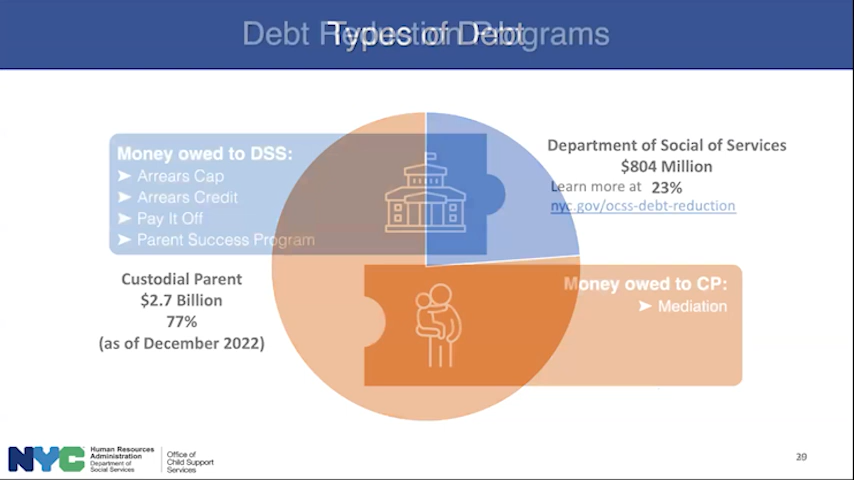 Debt Reduction Programs
Types of Debt
Money owed to DSS:
➤ Arrears Cap
➤ Arrears Credit
➤ Pay It Off
➤ Parent Success Program
Department of Social of Services
$804 Million
23%
Learn more at
nyc.gov/ocss-debt-reduction
Custodial Parent
$2.7 Billion
77%
(as of December 2022)
Money owed to CP:
➤ Mediation
NYC
Human Resources
Administration
Department of
Social Services
Office of
Child Support
Services